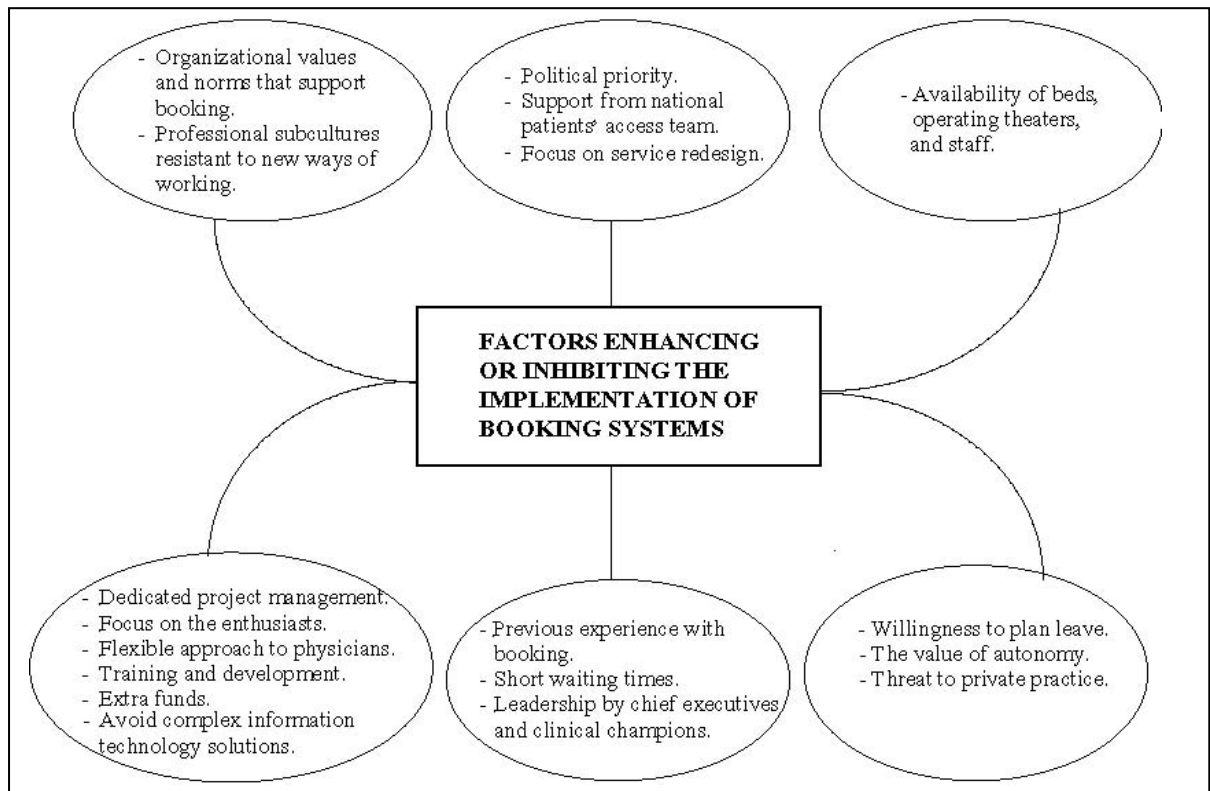 - Organizational values
and norms that support
booking.
- Professional subcultures
resistant to new ways of
working.
- Political priority.
- Support from national
patients' access team.
- Focus on service redesign.
- Availability of beds,
operating theaters,
and staff.
FACTORS ENHANCING
OR INHIBITING THE
IMPLEMENTATION OF
BOOKING SYSTEMS
- Dedicated project management.
- Focus on the enthusiasts.
- Flexible approach to physicians.
- Training and development.
- Extra funds.
- Avoid complex information
technology solutions.
- Previous experience with
booking.
- Short waiting times.
- Leadership by chief executives
and clinical champions.
- Willingness to plan leave.
- The value of autonomy.
- Threat to private practice.